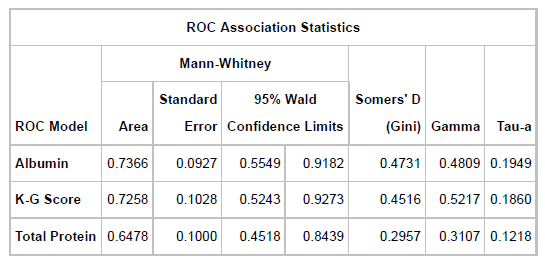 ROC Association Statistics
Mann-Whitney
Standard 95% Wald Somers' D
ROC Model Area Error Confidence Limits (Gini) Gamma Tau-a
Albumin 0.7366 0.0927 0.5549 0.9182 0.4731 0.4809 0.1949
K-G Score 0.7258 0.1028 0.5243 0.9273 0.4516 0.5217 0.1860
Total Protein 0.6478 0.1000 0.4518 0.8439 0.2957 0.3107 0.1218